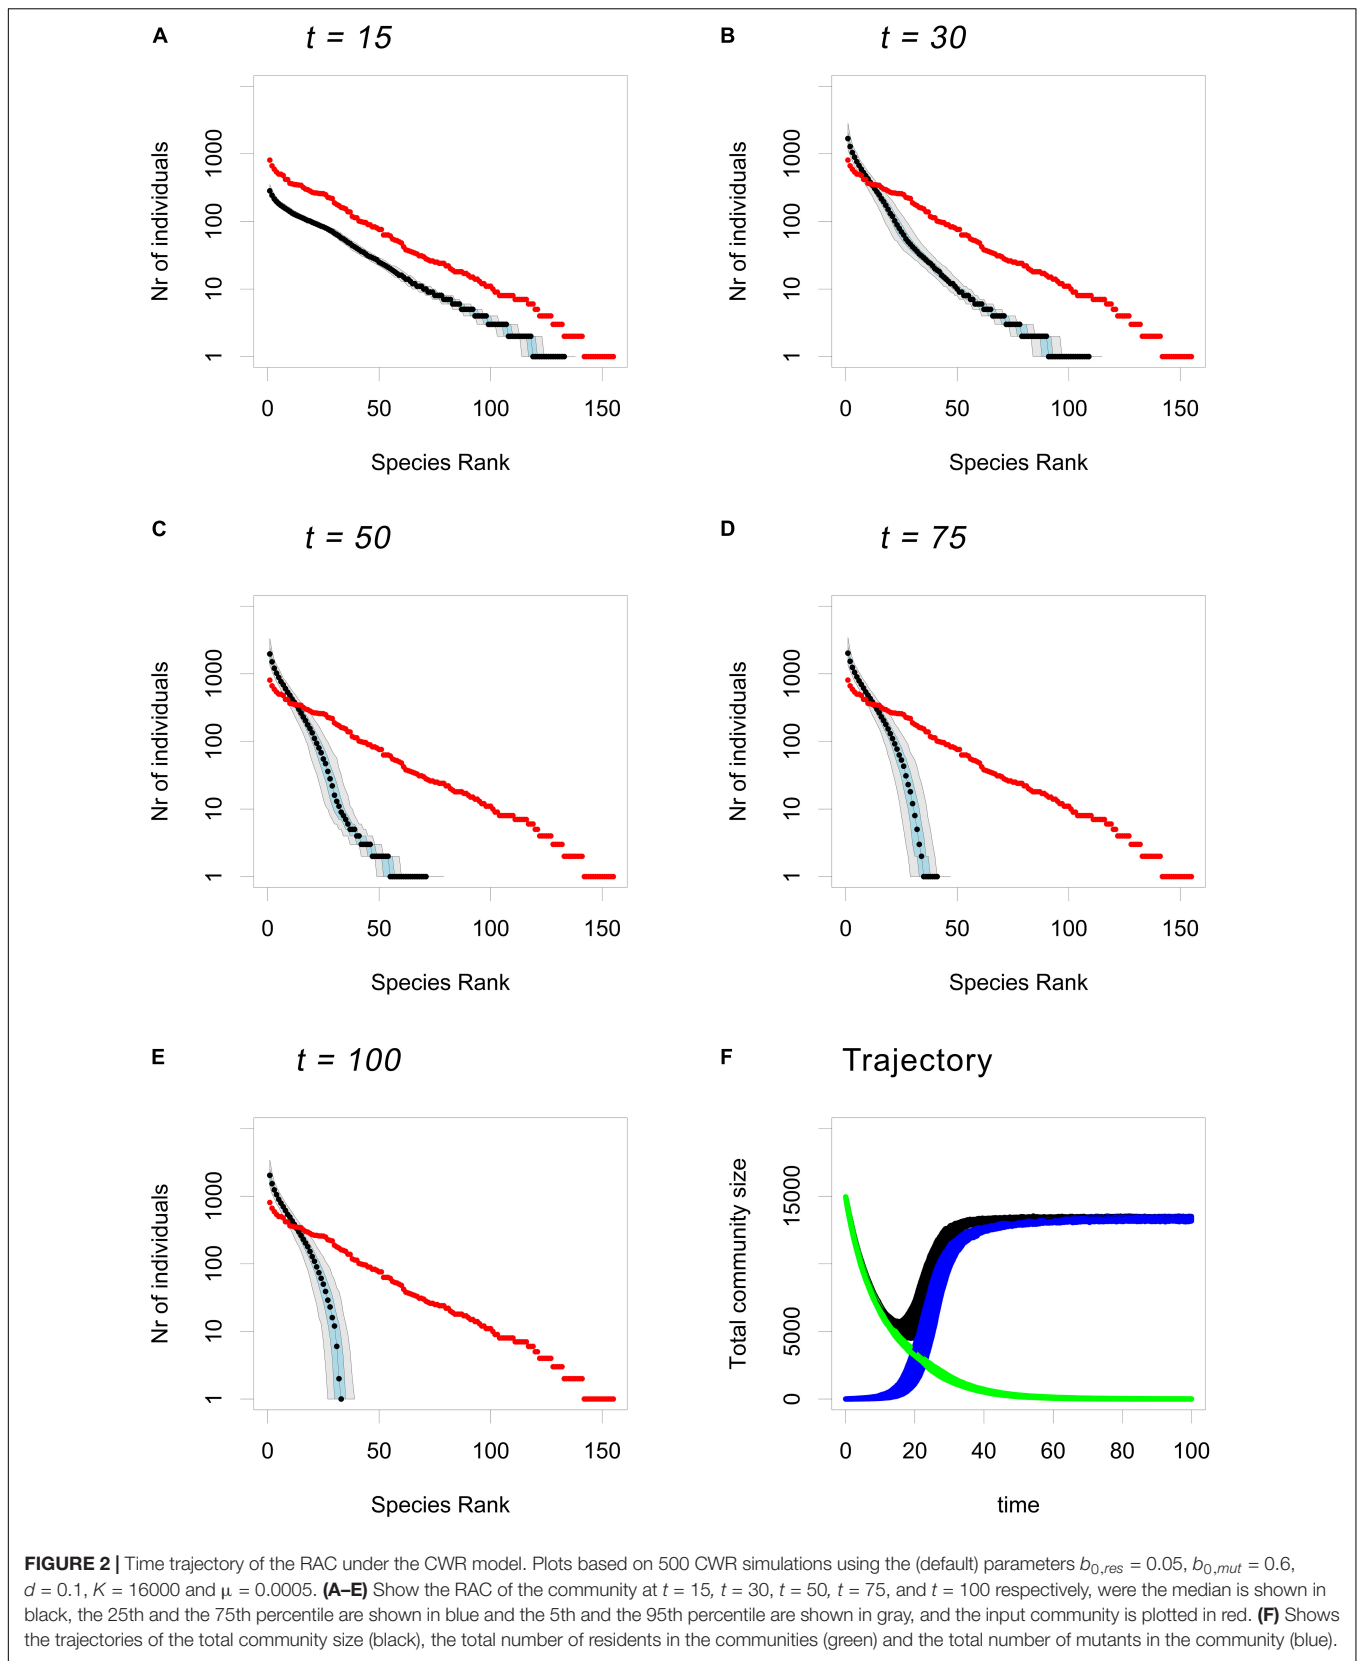 A t = 15
B t = 30
Nr of individuals
1 10 100 1000
0 50 100 150
Species Rank
Nr of individuals
1 10 100 1000
0 50 100 150
Species Rank
C t = 50
D t = 75
Nr of individuals
1 10 100 1000
0 50 100 150
Species Rank
Nr of individuals
1 10 100 1000
0 50 100 150
Species Rank
E t = 100
F Trajectory
Nr of individuals
1 10 100 1000
0 50 100 150
Species Rank
Total community size
0 5000 15000
0 20 40 60 80 100
time
FIGURE 2 | Time trajectory of the RAC under the CWR model. Plots based on 500 CWR simulations using the (default) parameters b0,res = 0.05, b0,mut = 0.6,
d = 0.1, K = 16000 and μ = 0.0005. (A–E) Show the RAC of the community at t = 15, t = 30, t = 50, t = 75, and t = 100 respectively, were the median is shown in
black, the 25th and the 75th percentile are shown in blue and the 5th and the 95th percentile are shown in gray, and the input community is plotted in red. (F) Shows
the trajectories of the total community size (black), the total number of residents in the communities (green) and the total number of mutants in the community (blue).